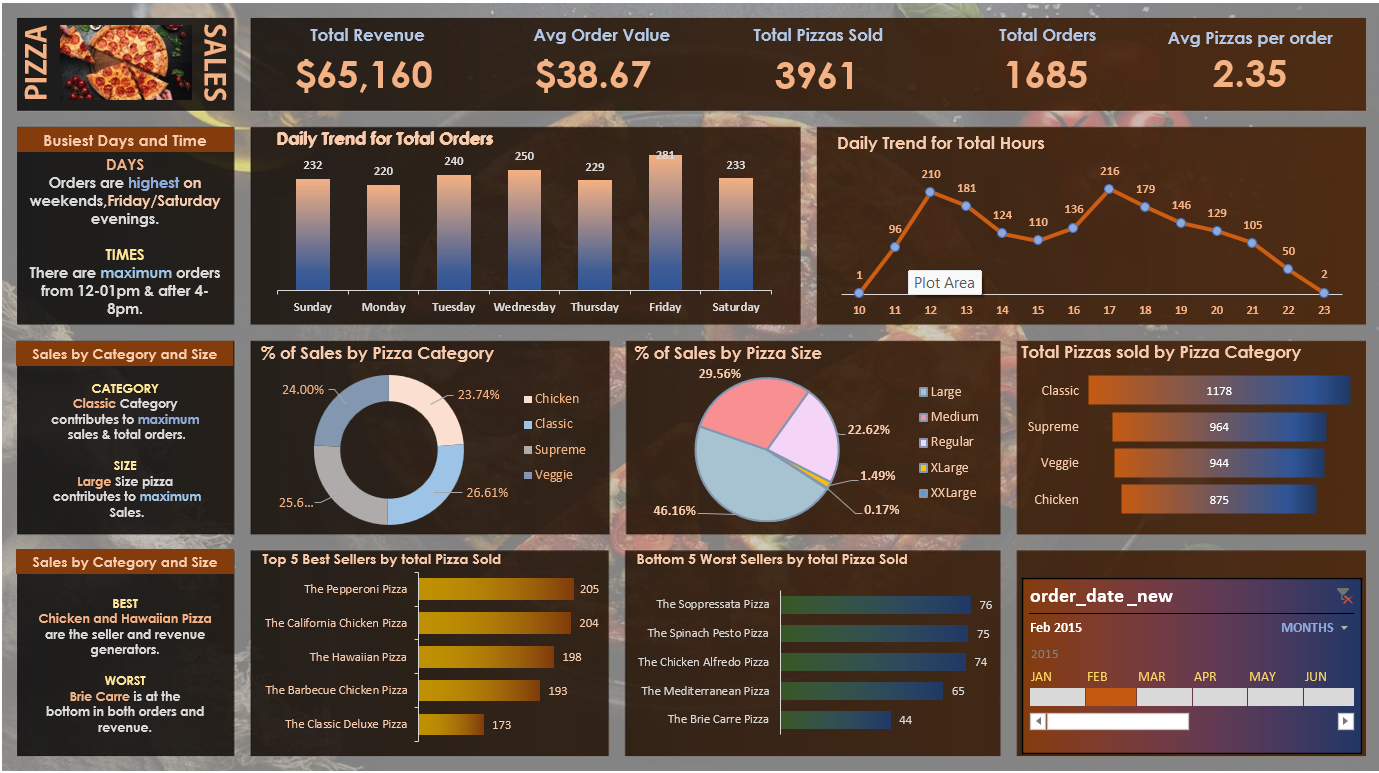 PIZZA
SALES
Total Revenue
$65,160
Avg Order Value
$38.67
Total Pizzas Sold
3961
Total Orders
1685
Avg Pizzas per order
2.35
Busiest Days and Time
DAYS
Orders are highest on
weekends,Friday/Saturday
evenings.
TIMES
There are maximum orders
from 12-01pm & after 4-
8pm.
Daily Trend for Total Orders
232
220
240
250
229
281
233
Sunday
Monday
Tuesday
Wednesday
Thursday
Friday
Saturday
Daily Trend for Total Hours
1
96
210
181
124
110
136
216
179
146
129
105
50
2
Plot Area
10
11
12
13
14
15
16
17
18
19
20
21
22
23
Sales by Category and Size
CATEGORY
Classic Category
contributes to maximum
sales & total orders.
SIZE
Large Size pizza
contributes to maximum
Sales.
% of Sales by Pizza Category
24.00%
23.74%
25.6...
26.61%
Chicken
Classic
Supreme
Veggie
% of Sales by Pizza Size
29.56%
22.62%
1.49%
0.17%
46.16%
Large
Medium
Regular
XLarge
XXLarge
Total Pizzas sold by Pizza Category
Classic 1178
Supreme 964
Veggie 944
Chicken 875
Sales by Category and Size
BEST
Chicken and Hawaiian Pizza
are the seller and revenue
generators.
WORST
Brie Carre is at the
bottom in both orders and
revenue.
Top 5 Best Sellers by total Pizza Sold
The Pepperoni Pizza 205
The California Chicken Pizza 204
The Hawaiian Pizza 198
The Barbecue Chicken Pizza 193
The Classic Deluxe Pizza 173
Bottom 5 Worst Sellers by total Pizza Sold
The Soppressata Pizza 76
The Spinach Pesto Pizza 75
The Chicken Alfredo Pizza 74
The Mediterranean Pizza 65
The Brie Carre Pizza 44
order_date_new
Feb 2015
MONTHS
2015
JAN
FEB
MAR
APR
MAY
JUN